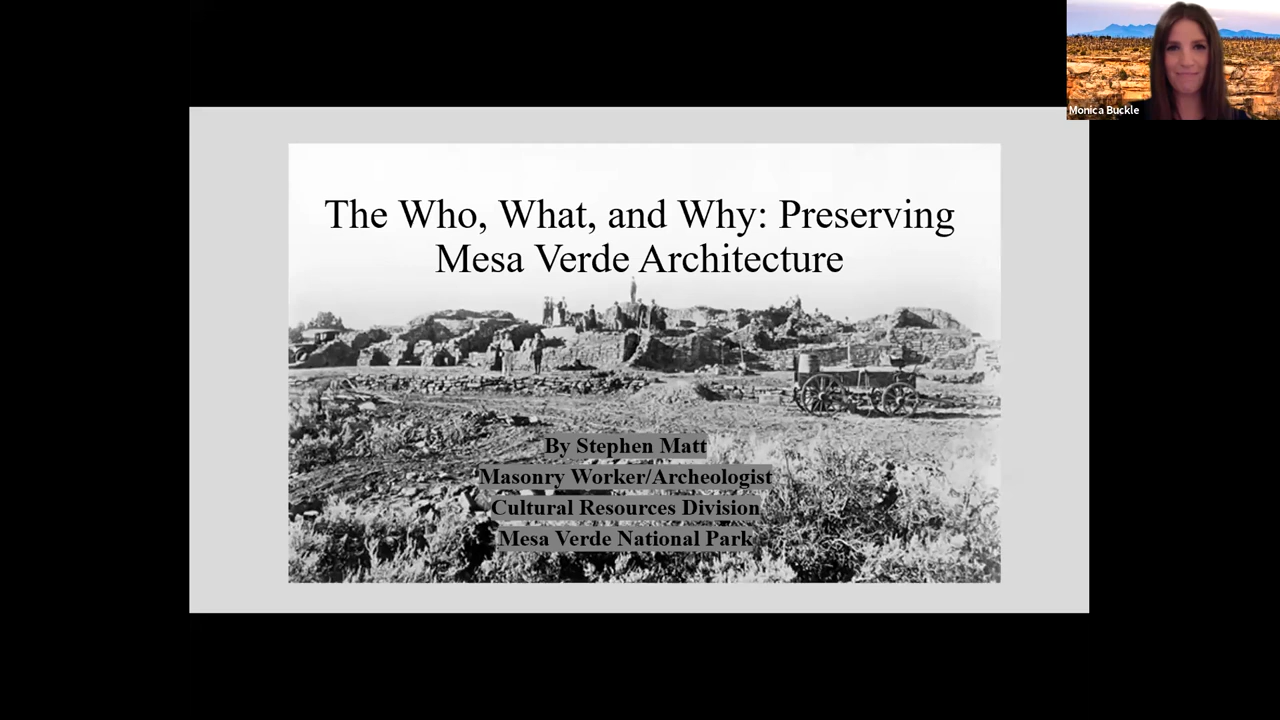 Monica Buckle
The Who, What, and Why: Preserving
Mesa Verde Architecture
By Stephen Matt
Masonry Worker/Archeologist
Cultural Resources Division
Mesa Verde National Park